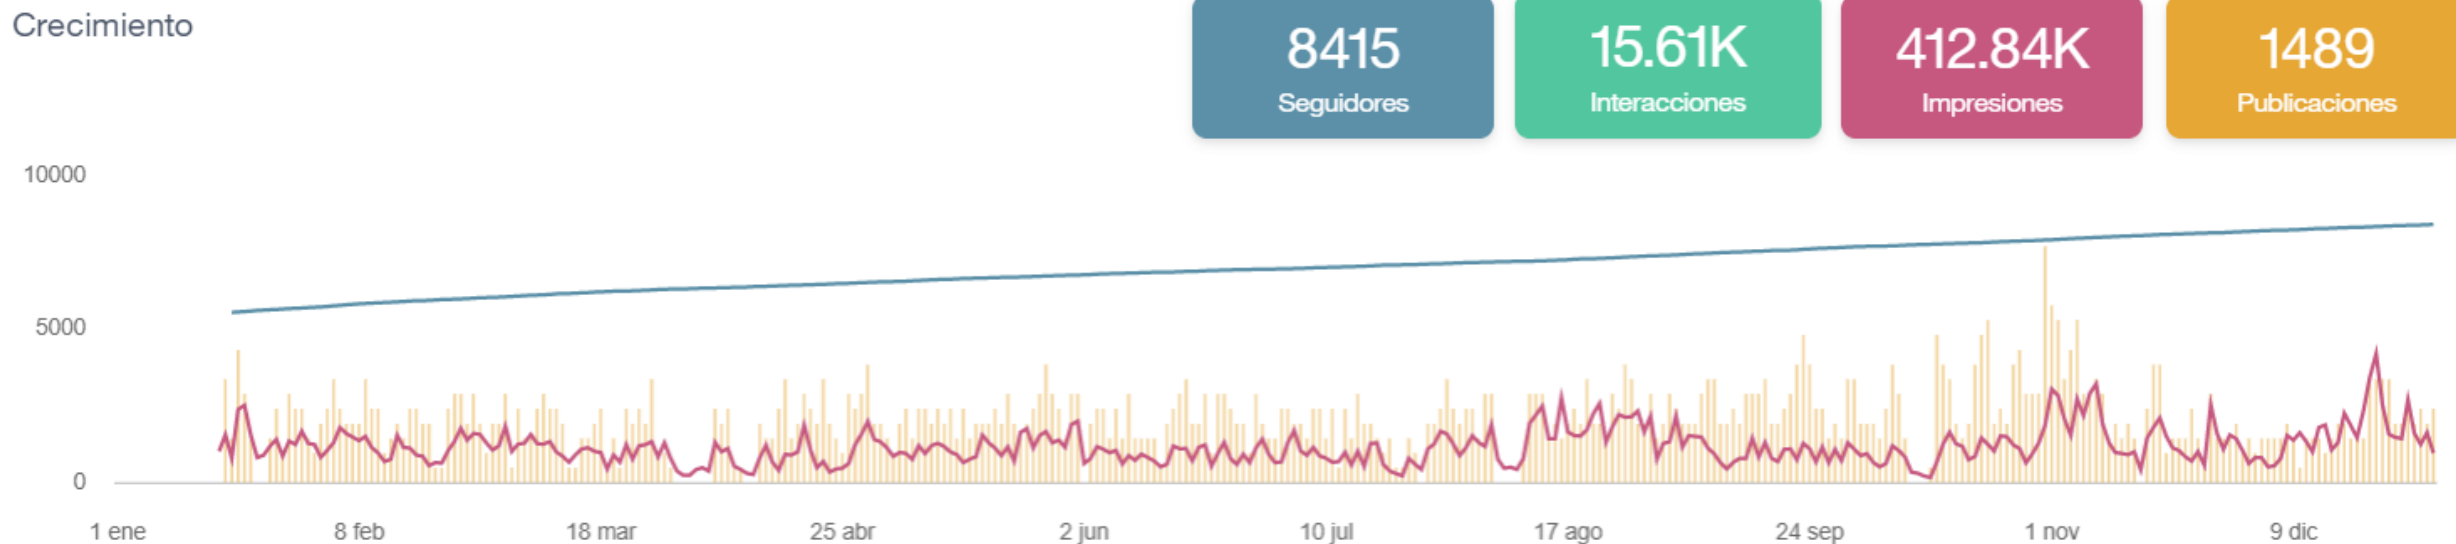 Crecimiento
8415
Seguidores
15.61K
Interacciones
412.84K
Impresiones
1489
Publicaciones
10000
5000
0
1 ene
8 feb
18 mar
25 abr
2 jun
10 jul
17 ago
24 sep
1 nov
9 dic